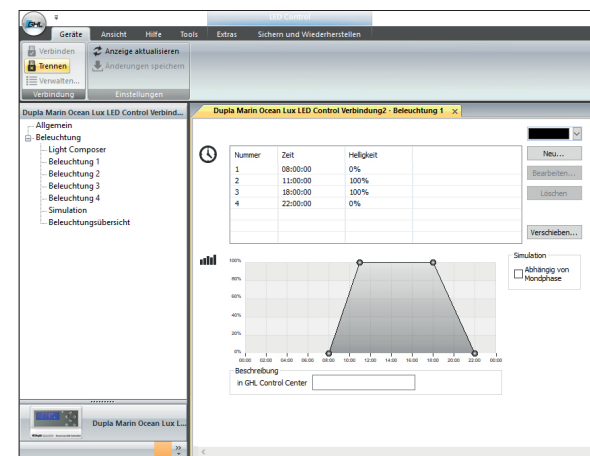 GHL
LED Control
Geräte Ansicht Hilfe Tools Extras Sichern und Wiederherstellen
Verbinden
Trennen
Verwalten...
Verbindung
Anzeige aktualisieren
Änderungen speichern
Einstellungen
Dupla Marin Ocean Lux LED Control Verbind...
Allgemein
Beleuchtung
Light Composer
Beleuchtung 1
Beleuchtung 2
Beleuchtung 3
Beleuchtung 4
Simulation
Beleuchtungsübersicht
Dupla Marin Ocean Lux L...
Dupla Marin Ocean Lux LED Control Verbindung2 - Beleuchtung 1 x
Nummer Zeit Helligkeit
1 08:00:00 0%
2 11:00:00 100%
3 18:00:00 100%
4 22:00:00 0%
Neu...
Bearbeiten...
Löschen
Verschieben...
Simulation
Abhängig von
Mondphase
100%
80%
60%
40%
20%
0%
00:00 02:00 04:00 06:00 08:00 10:00 12:00 14:00 16:00 18:00 20:00 22:00 00:00
Beschreibung
in GHL Control Center